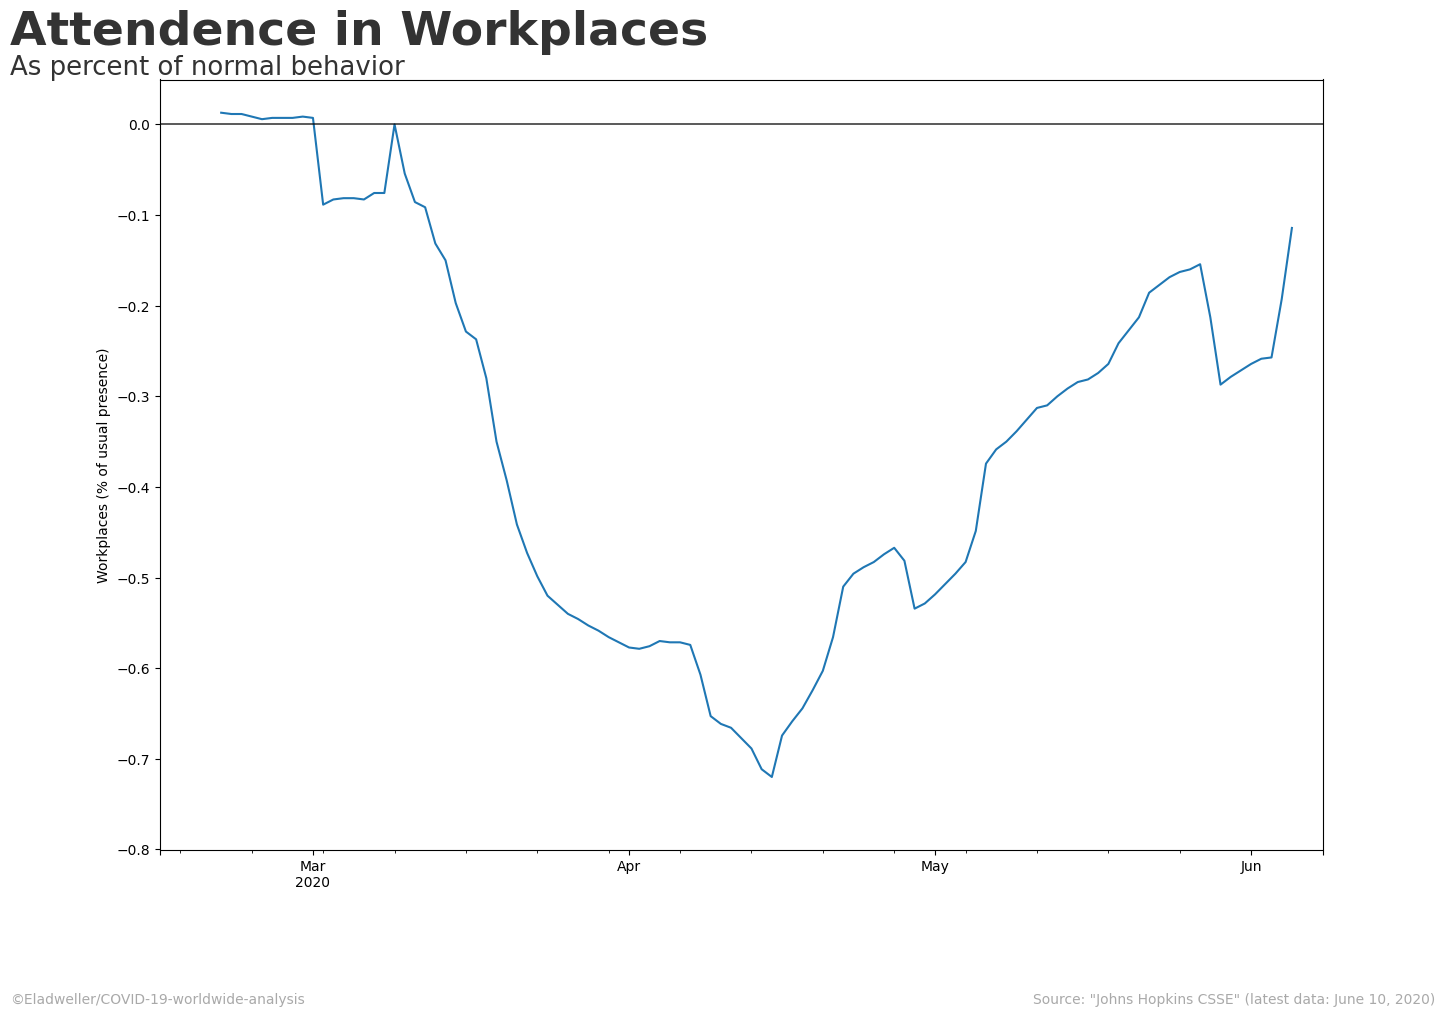 Attendence in Workplaces
As percent of normal behavior
0.0
−0.1
−0.2
−0.3
−0.4
−0.5
−0.6
−0.7
−0.8
Workplaces (% of usual presence)
Mar
2020
Apr
May
Jun
©Eladweller/COVID-19-worldwide-analysis
Source: "Johns Hopkins CSSE" (latest data: June 10, 2020)